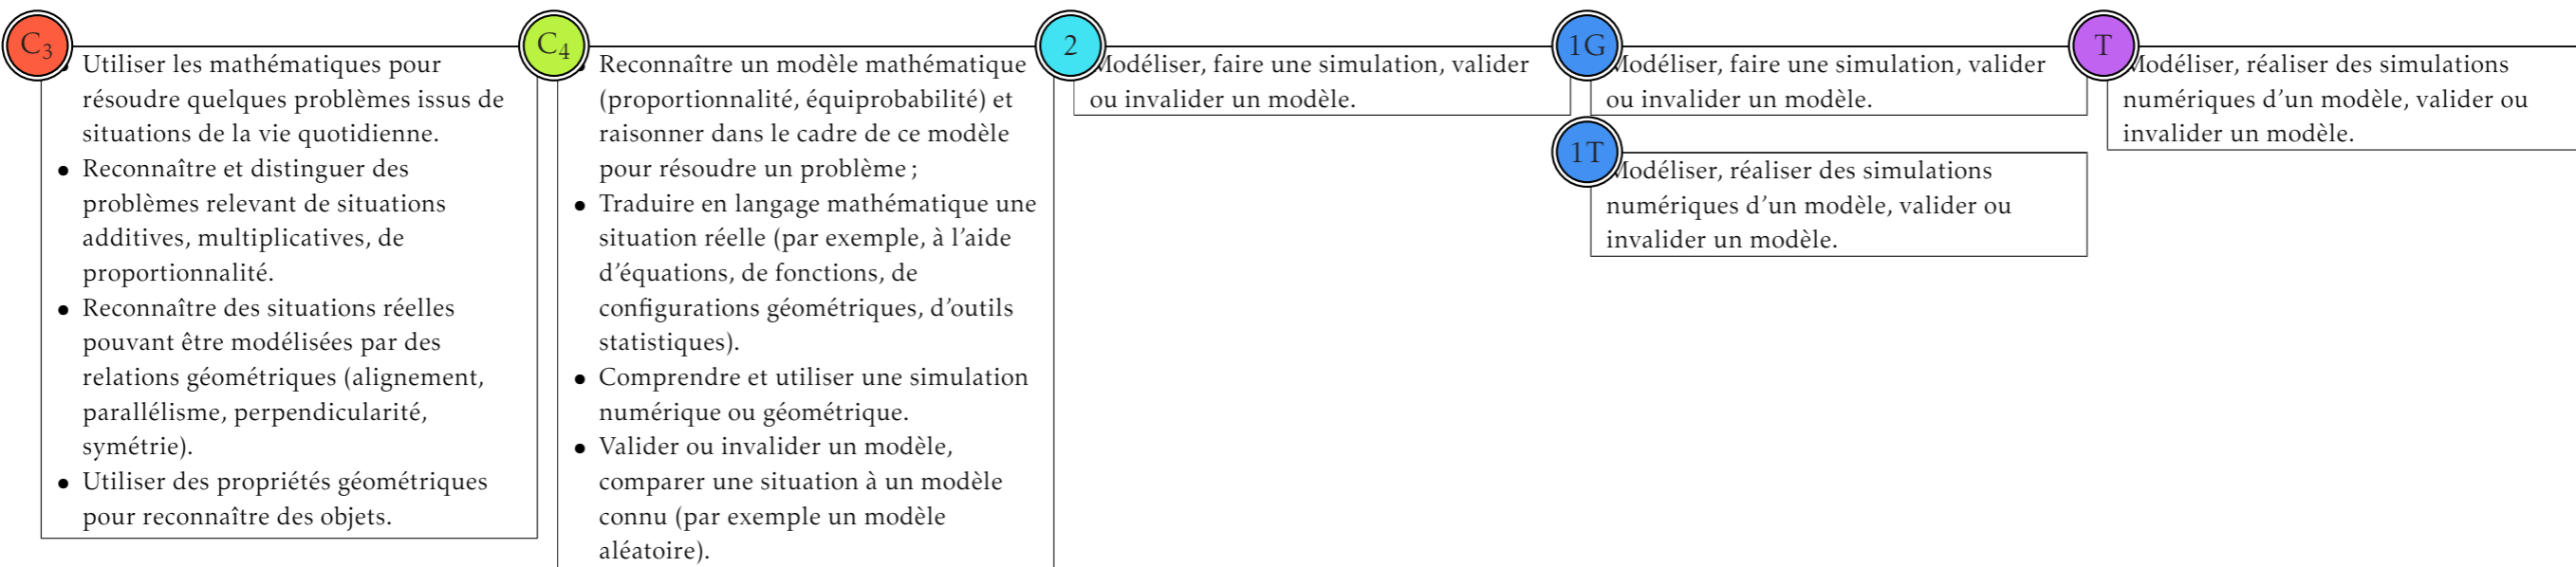 C3
Utiliser les mathématiques pour
résoudre quelques problèmes issus de
situations de la vie quotidienne.
• Reconnaître et distinguer des
problèmes relevant de situations
additives, multiplicatives, de
proportionnalité.
• Reconnaître des situations réelles
pouvant être modélisées par des
relations géométriques (alignement,
parallélisme, perpendicularité,
symétrie).
• Utiliser des propriétés géométriques
pour reconnaître des objets.
C4
Reconnaître un modèle mathématique
(proportionnalité, équiprobabilité) et
raisonner dans le cadre de ce modèle
pour résoudre un problème ;
• Traduire en langage mathématique une
situation réelle (par exemple, à l’aide
d’équations, de fonctions, de
configurations géométriques, d’outils
statistiques).
• Comprendre et utiliser une simulation
numérique ou géométrique.
• Valider ou invalider un modèle,
comparer une situation à un modèle
connu (par exemple un modèle
aléatoire).
2
Modéliser, faire une simulation, valider
ou invalider un modèle.
1G
Modéliser, faire une simulation, valider
ou invalider un modèle.
1T
Modéliser, réaliser des simulations
numériques d’un modèle, valider ou
invalider un modèle.
T
Modéliser, réaliser des simulations
numériques d’un modèle, valider ou
invalider un modèle.